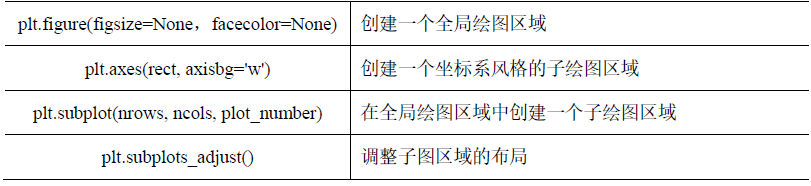 plt.figure(figsize=None，facecolor=None) 创建一个全局绘图区域
plt.axes(rect, axisbg='w') 创建一个坐标系风格的子绘图区域
plt.subplot(nrows, ncols, plot_number) 在全局绘图区域中创建一个子绘图区域
plt.subplots_adjust() 调整子图区域的布局